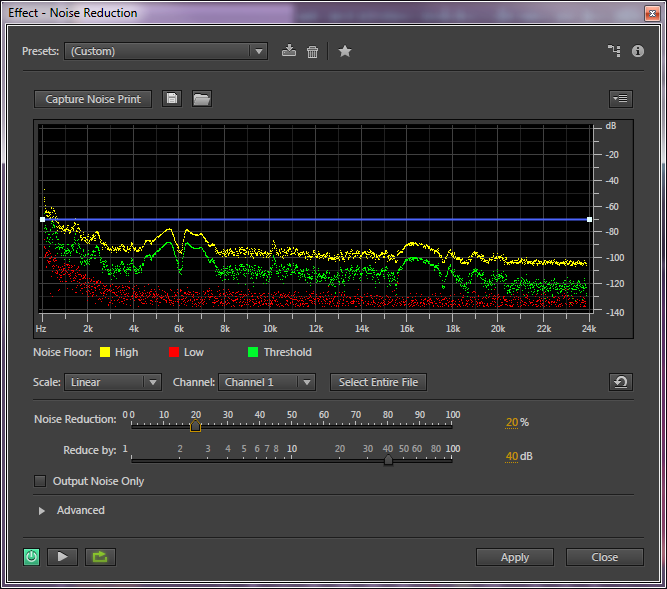 Effect - Noise Reduction
Presets: (Custom)
Capture Noise Print
dB
-20
-40
-60
-80
-100
-120
-140
Hz 2k 4k 6k 8k 10k 12k 14k 16k 18k 20k 22k 24k
Noise Floor: High Low Threshold
Scale: Linear Channel: Channel 1 Select Entire File
Noise Reduction: 0 0 10 20 30 40 50 60 70 80 90 100 20 %
Reduce by: 1 2 3 4 5 6 7 8 10 20 30 40 50 60 80 100 40 dB
Output Noise Only
Advanced
Apply Close